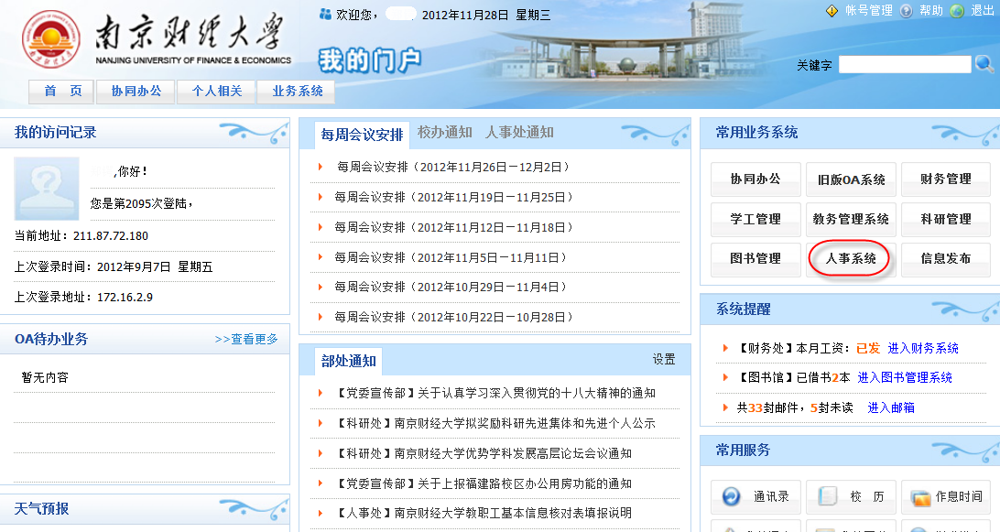 南京财经大学
NANJING UNIVERSITY OF FINANCE & ECONOMICS
欢迎您， 2012年11月28日 星期三
帐号管理 帮助 退出
我的门户
关键字
首 页 协同办公 个人相关 业务系统
我的访问记录
,你好！
您是第2095次登陆，
当前地址：211.87.72.180
上次登录时间：2012年9月7日 星期五
上次登录地址：172.16.2.9
OA待办业务 >>查看更多
暂无内容
天气预报
每周会议安排 校办通知 人事处通知
每周会议安排（2012年11月26日－12月2日）
每周会议安排（2012年11月19日－11月25日）
每周会议安排（2012年11月12日－11月18日）
每周会议安排（2012年11月5日－11月11日）
每周会议安排（2012年10月29日－11月4日）
每周会议安排（2012年10月22日－10月28日）
部处通知 设置
【党委宣传部】关于认真学习深入贯彻党的十八大精神的通知
【科研处】南京财经大学拟奖励科研先进集体和先进个人公示
【科研处】南京财经大学优势学科发展高层论坛会议通知
【党委宣传部】关于上报福建路校区办公用房功能的通知
【人事处】南京财经大学教职工基本信息核对表填报说明
常用业务系统
协同办公 旧版OA系统 财务管理
学工管理 教务管理系统 科研管理
图书管理 人事系统 信息发布
系统提醒
【财务处】本月工资：已发 进入财务系统
【图书馆】已借书2本 进入图书管理系统
共33封邮件，5封未读 进入邮箱
常用服务
通讯录 校 历 作息时间